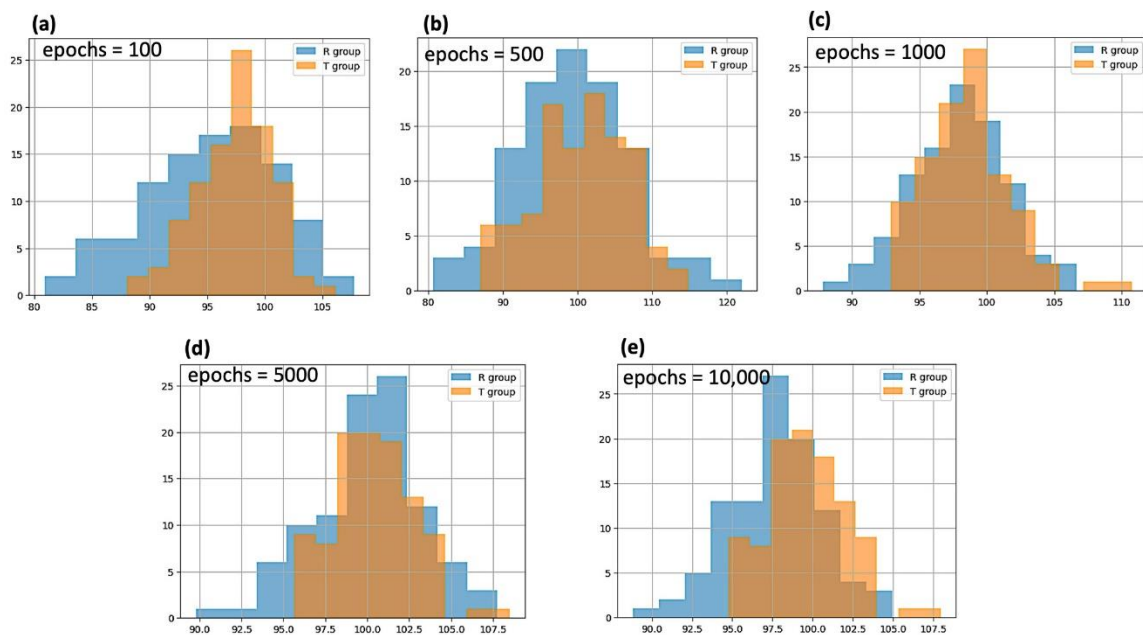 (a)
epochs = 100
R group
T group
25
20
15
10
5
0
80 85 90 95 100 105
(b)
epochs = 500
R group
T group
20
15
10
5
0
80 90 100 110 120
(c)
epochs = 1000
R group
T group
25
20
15
10
5
0
90 95 100 105 110
(d)
epochs = 5000
R group
T group
25
20
15
10
5
0
90.0 92.5 95.0 97.5 100.0 102.5 105.0 107.5
(e)
epochs = 10,000
R group
T group
25
20
15
10
5
0
90.0 92.5 95.0 97.5 100.0 102.5 105.0 107.5